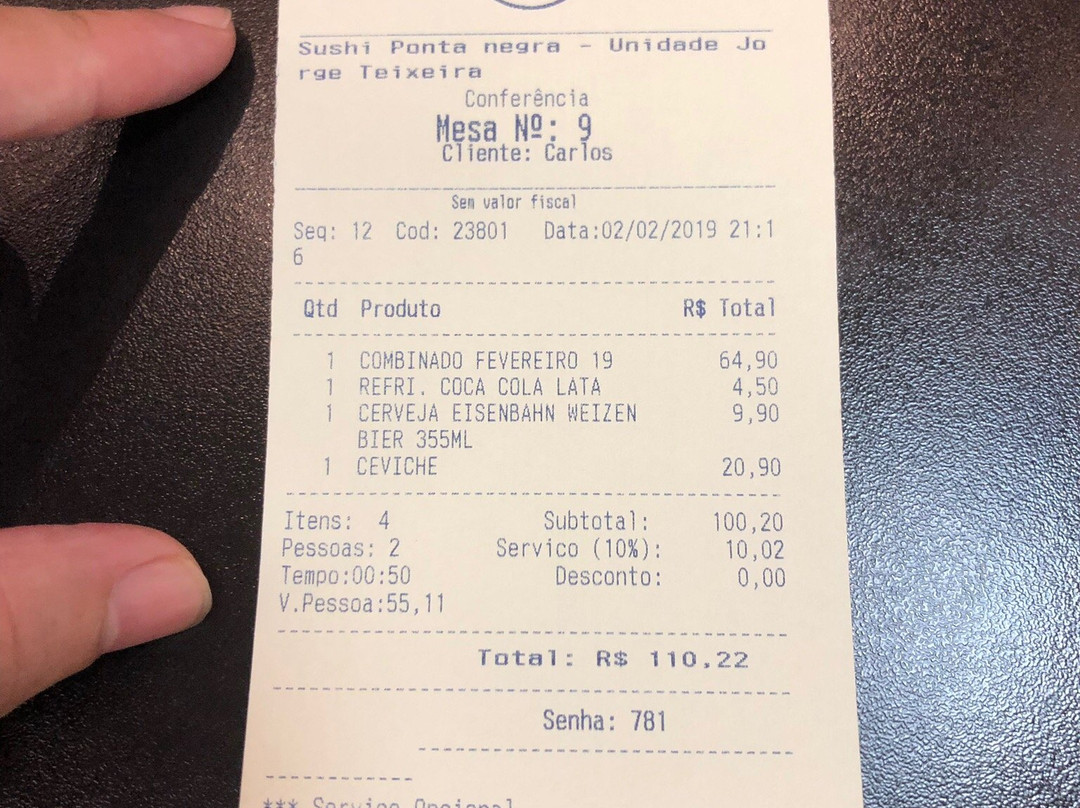 Sushi Ponta negra - Unidade Jo
rge Teixeira
Conferência
Mesa Nº: 9
Cliente: Carlos
Sem valor fiscal
Seq: 12 Cod: 23801 Data:02/02/2019 21:1
6
Qtd Produto R$ Total
1 COMBINADO FEVEREIRO 19 64,90
1 REFRI. COCA COLA LATA 4,50
1 CERVEJA EISENBAHN WEIZEN 9,90
BIER 355ML
1 CEVICHE 20,90
Itens: 4 Subtotal: 100,20
Pessoas: 2 Servico (10%): 10,02
Tempo:00:50 Desconto: 0,00
V.Pessoa:55,11
Total: R$ 110,22
Senha: 781
*** Servico Opcional